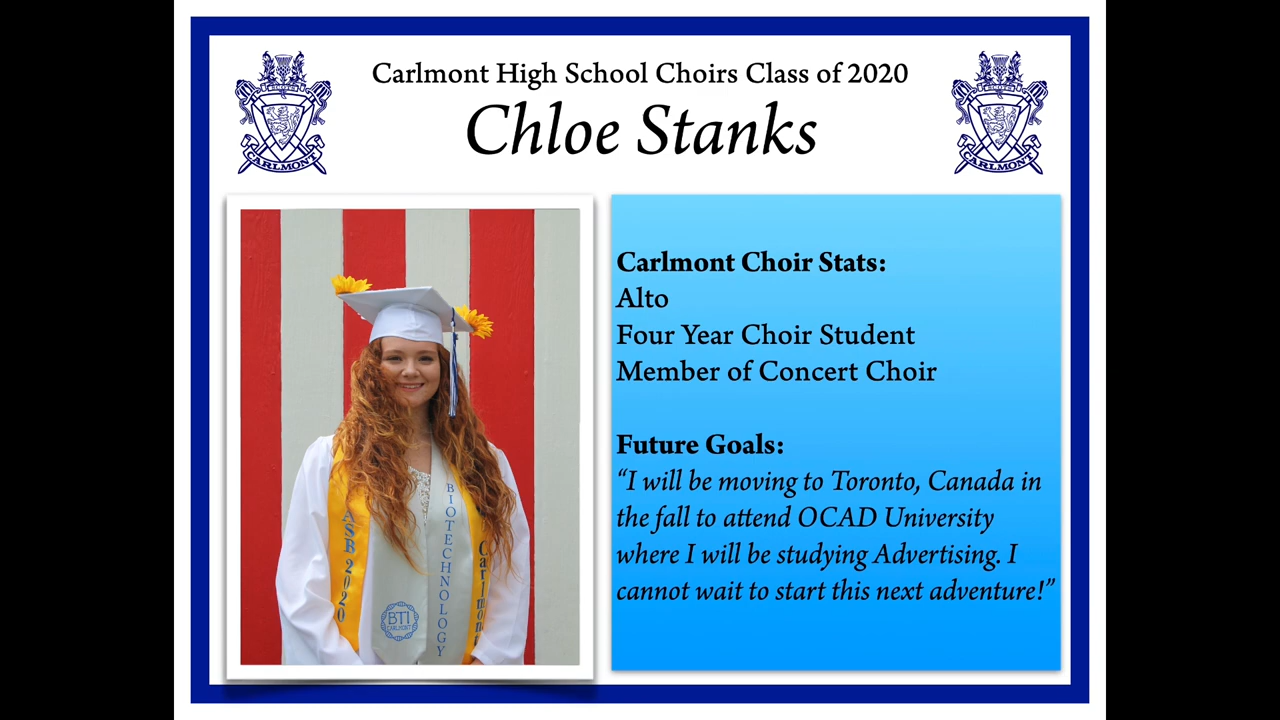 Carlmont High School Choirs Class of 2020
Chloe Stanks
CARLMONT
CARLMONT
Carlmont Choir Stats:
Alto
Four Year Choir Student
Member of Concert Choir
Future Goals:
“I will be moving to Toronto, Canada in
the fall to attend OCAD University
where I will be studying Advertising. I
cannot wait to start this next adventure!”
ASB 2020
BIOTECHNOLOGY
Carlmont
BTI
CARLMONT